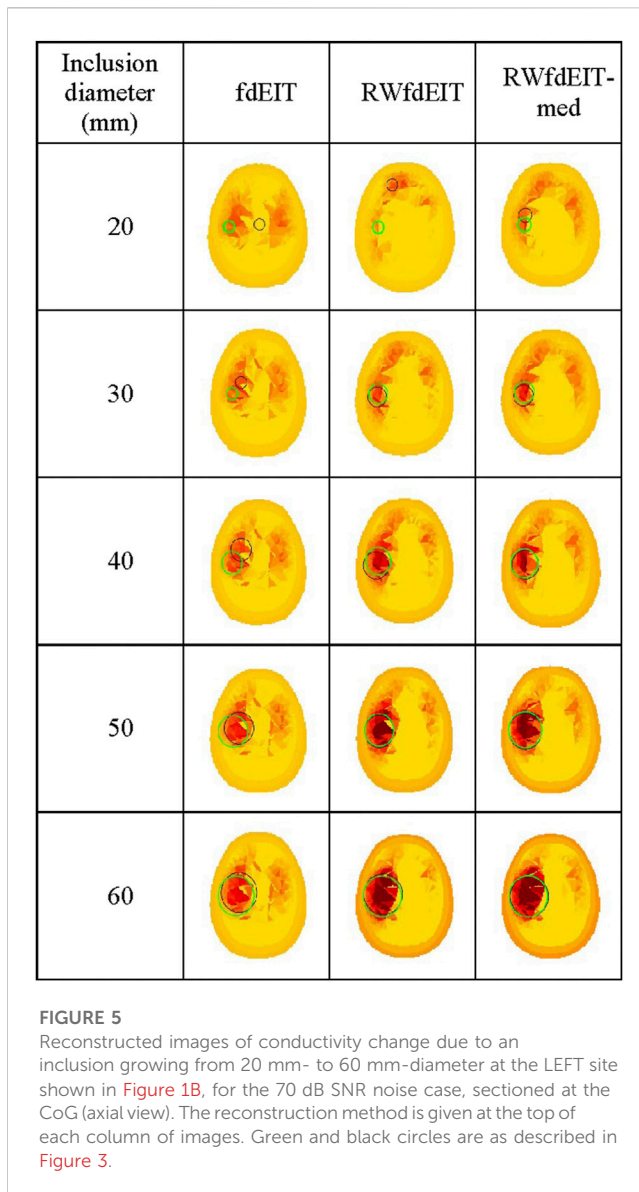 Inclusion
diameter
(mm)
fdEIT
RWfdEIT
RWfdEIT-
med
20
30
40
50
60
FIGURE 5
Reconstructed images of conductivity change due to an
inclusion growing from 20 mm- to 60 mm-diameter at the LEFT site
shown in Figure 1B, for the 70 dB SNR noise case, sectioned at the
CoG (axial view). The reconstruction method is given at the top of
each column of images. Green and black circles are as described in
Figure 3.